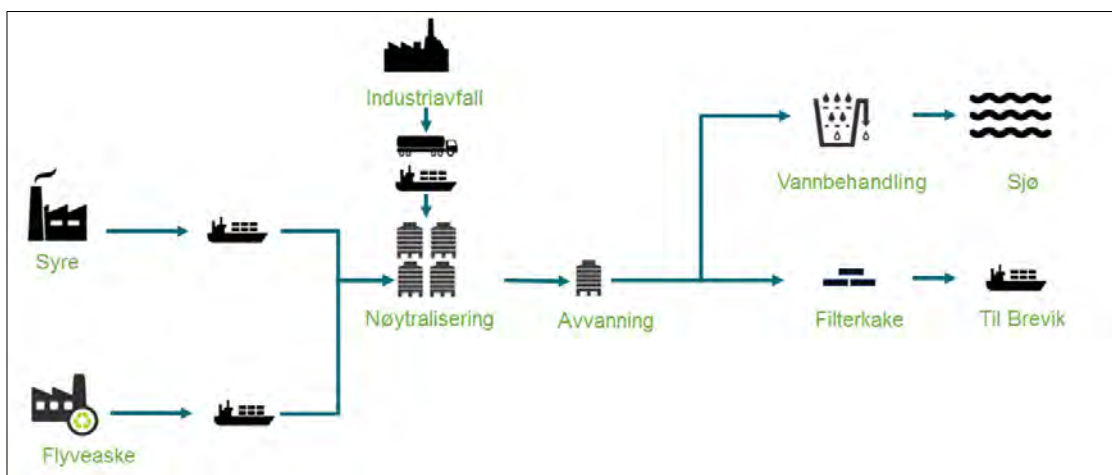 Industriavfall
Vannbehandling
Sjø
Syre
Nøytralisering
Avvanning
Filterkake
Til Brevik
Flyveaske